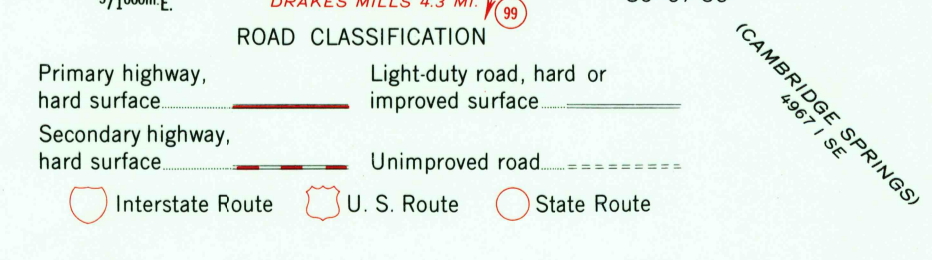 DRAKES MILLS 4.3 MI.
99
ROAD CLASSIFICATION
Primary highway,
hard surface
Light-duty road, hard or
improved surface
Secondary highway,
hard surface
Unimproved road
Interstate Route
U. S. Route
State Route
(CAMBRIDGE SPRINGS)
4967 I SE